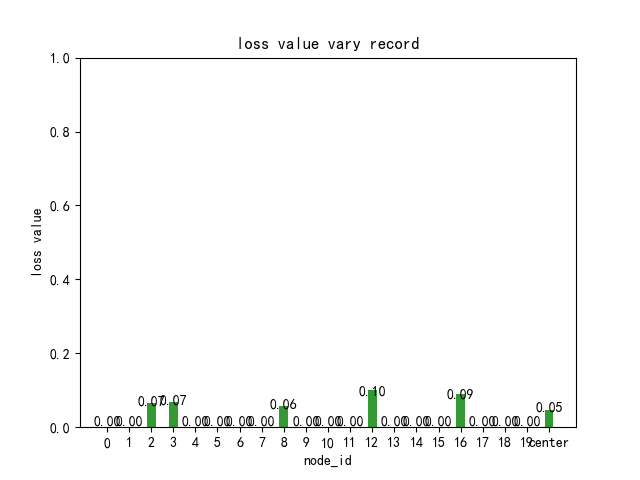 loss value vary record
1.0
0.8
0.6
0.4
0.2
0.0
loss value
0.00 0.00 0.07 0.07 0.00 0.00 0.00 0.00 0.06 0.00 0.00 0.00 0.10 0.00 0.00 0.00 0.09 0.00 0.00 0.00 0.05
0 1 2 3 4 5 6 7 8 9 10 11 12 13 14 15 16 17 18 19 center
node_id